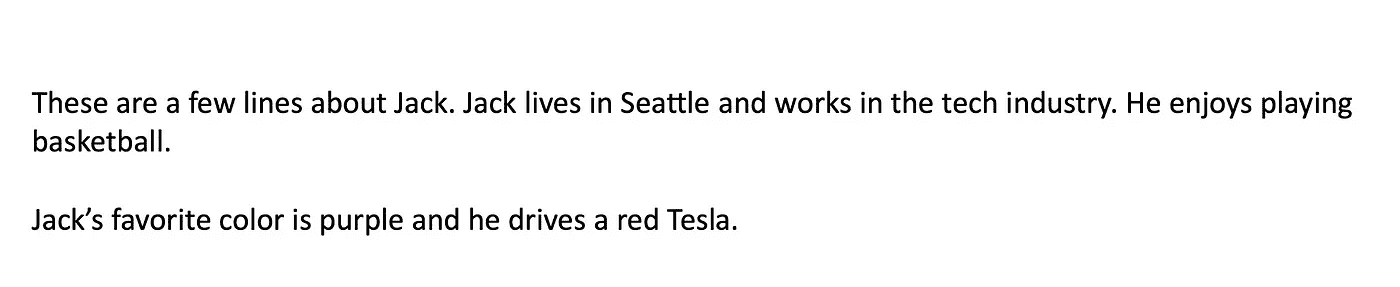 These are a few lines about Jack. Jack lives in Seattle and works in the tech industry. He enjoys playing
basketball.
Jack’s favorite color is purple and he drives a red Tesla.